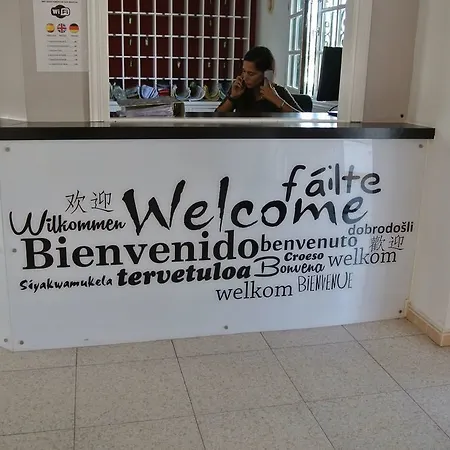 WiFi
fáilte
欢迎
Welcome
Wilkommen
dobrodošli
Bienvenido
benvenuto
歡迎
Croeso
welkom
Siyakwamukela
tervetuloa
Bonvena
welkom
BIENVENUE